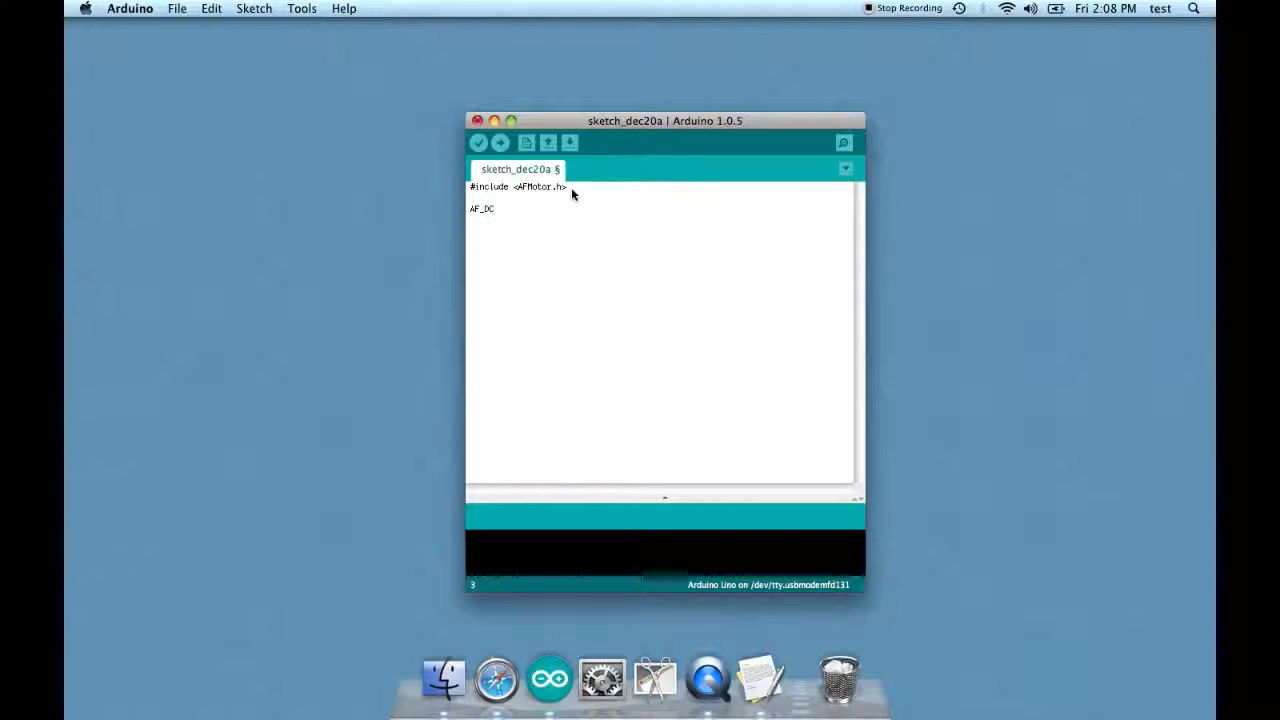 Arduino File Edit Sketch Tools Help Stop Recording Fri 2:08 PM test
sketch_dec20a | Arduino 1.0.5
sketch_dec20a §
#include <AFMotor.h>
AF_DC
3 Arduino Uno on /dev/tty.usbmodemfd131